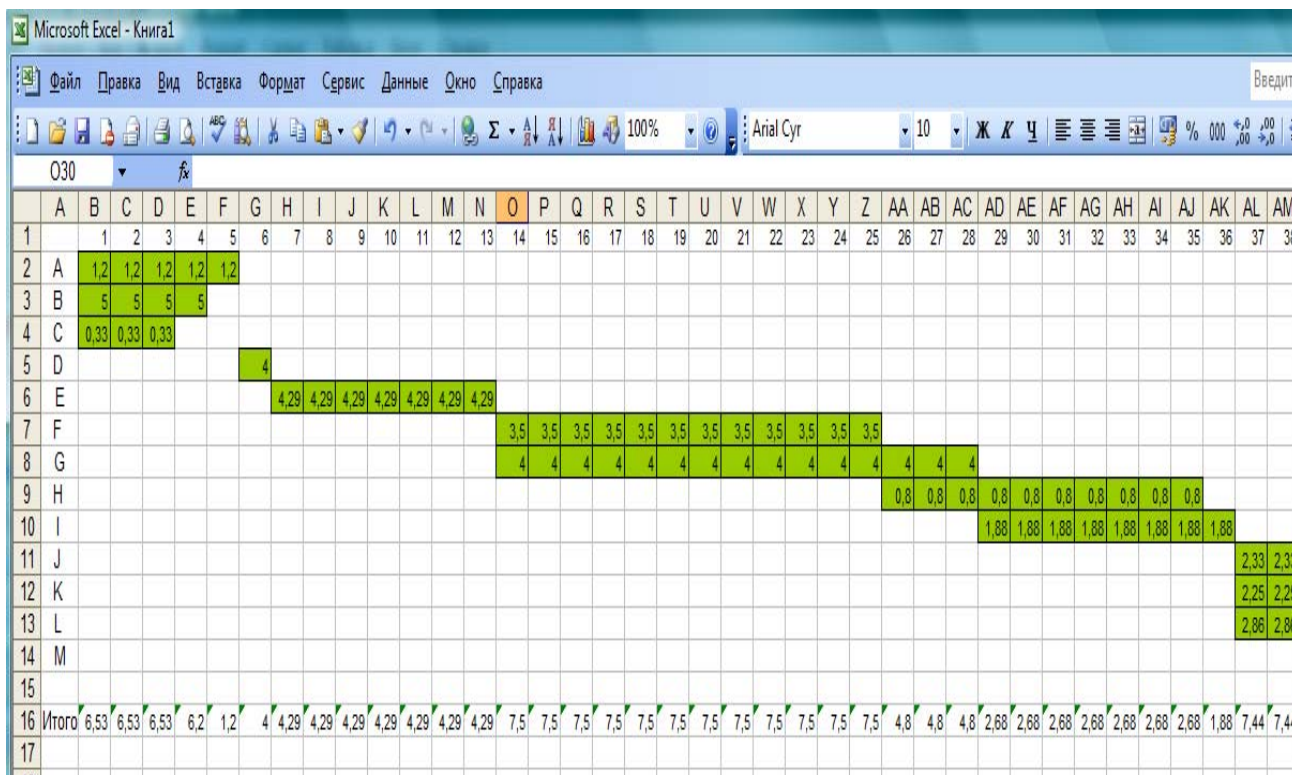 Microsoft Excel - Книга1
Файл Правка Вид Вставка Формат Сервис Данные Окно Справка Введит
100% Arial Cyr 10 Ж К Ч % 000
O30 fx
A B C D E F G H I J K L M N O P Q R S T U V W X Y Z AA AB AC AD AE AF AG AH AI AJ AK AL AM
1 1 2 3 4 5 6 7 8 9 10 11 12 13 14 15 16 17 18 19 20 21 22 23 24 25 26 27 28 29 30 31 32 33 34 35 36 37 38
2 A 1,2 1,2 1,2 1,2 1,2
3 B 5 5 5 5
4 C 0,33 0,33 0,33
5 D 4
6 E 4,29 4,29 4,29 4,29 4,29 4,29 4,29
7 F 3,5 3,5 3,5 3,5 3,5 3,5 3,5 3,5 3,5 3,5 3,5 3,5
8 G 4 4 4 4 4 4 4 4 4 4 4 4 4 4 4
9 H 0,8 0,8 0,8 0,8 0,8 0,8 0,8 0,8 0,8 0,8
10 I 1,88 1,88 1,88 1,88 1,88 1,88 1,88 1,88
11 J 2,33 2,33
12 K 2,25 2,25
13 L 2,86 2,86
14 M
15
16 Итого 6,53 6,53 6,53 6,2 1,2 4 4,29 4,29 4,29 4,29 4,29 4,29 4,29 7,5 7,5 7,5 7,5 7,5 7,5 7,5 7,5 7,5 7,5 7,5 7,5 4,8 4,8 4,8 2,68 2,68 2,68 2,68 2,68 2,68 2,68 1,88 7,44 7,44
17